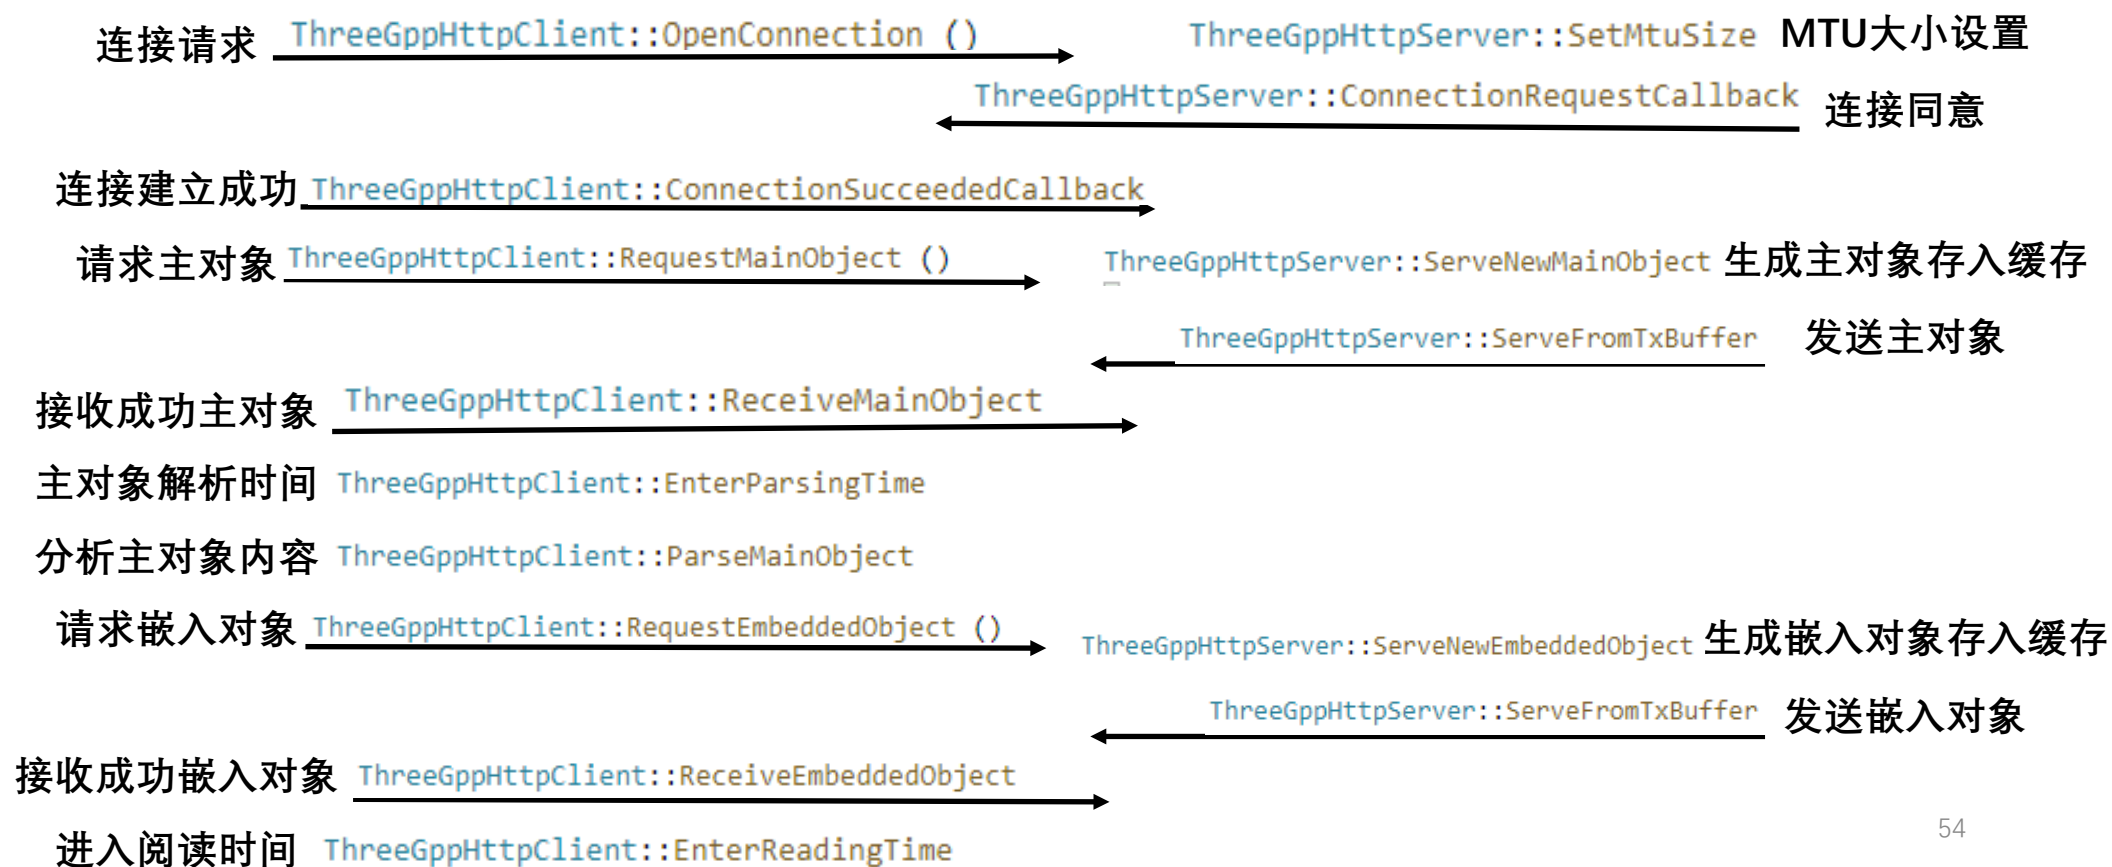 连接请求 ThreeGppHttpClient::OpenConnection () ThreeGppHttpServer::SetMtuSize MTU大小设置
ThreeGppHttpServer::ConnectionRequestCallback 连接同意
连接建立成功 ThreeGppHttpClient::ConnectionSucceededCallback
请求主对象 ThreeGppHttpClient::RequestMainObject () ThreeGppHttpServer::ServeNewMainObject 生成主对象存入缓存
ThreeGppHttpServer::ServeFromTxBuffer 发送主对象
接收成功主对象 ThreeGppHttpClient::ReceiveMainObject
主对象解析时间 ThreeGppHttpClient::EnterParsingTime
分析主对象内容 ThreeGppHttpClient::ParseMainObject
请求嵌入对象 ThreeGppHttpClient::RequestEmbeddedObject () ThreeGppHttpServer::ServeNewEmbeddedObject 生成嵌入对象存入缓存
ThreeGppHttpServer::ServeFromTxBuffer 发送嵌入对象
接收成功嵌入对象 ThreeGppHttpClient::ReceiveEmbeddedObject
进入阅读时间 ThreeGppHttpClient::EnterReadingTime
54